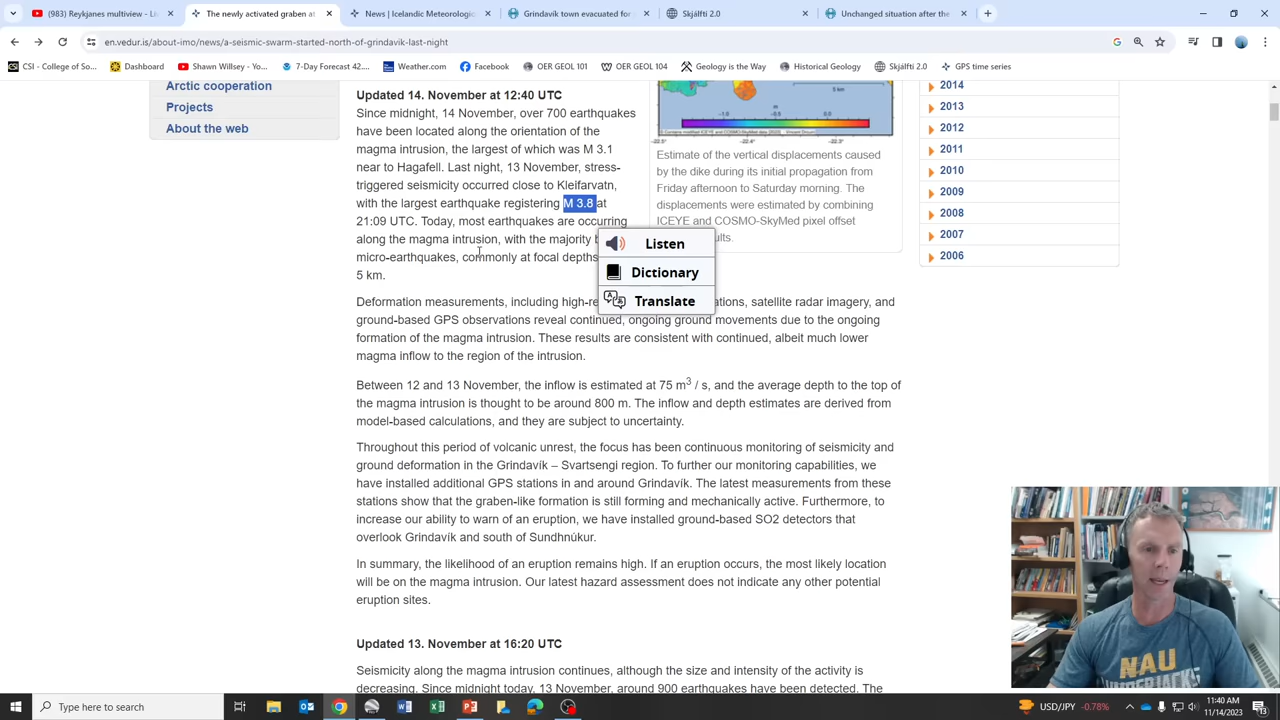 (983) Reykjanes multiview - Li
The newly activated graben at
News | Icelandic Meteorologic
Grindavík town evacuated for
Skjálfti 2.0
Unchanged situation after the
en.vedur.is/about-imo/news/a-seismic-swarm-started-north-of-grindavik-last-night
CSI - College of So...
Dashboard
Shawn Willsey - Yo...
7-Day Forecast 42....
Weather.com
Facebook
OER GEOL 101
OER GEOL 104
Geology is the Way
Historical Geology
Skjálfti 2.0
GPS time series
Arctic cooperation
Projects
About the web
Updated 14. November at 12:40 UTC
Since midnight, 14 November, over 700 earthquakes
have been located along the orientation of the
magma intrusion, the largest of which was M 3.1
near to Hagafell. Last night, 13 November, stress-
triggered seismicity occurred close to Kleifarvatn,
with the largest earthquake registering M 3.8 at
21:09 UTC. Today, most earthquakes are occurring
along the magma intrusion, with the majority b
micro-earthquakes, commonly at focal depths
5 km.
Listen
Dictionary
Translate
Deformation measurements, including high-re ations, satellite radar imagery, and
ground-based GPS observations reveal continued, ongoing ground movements due to the ongoing
formation of the magma intrusion. These results are consistent with continued, albeit much lower
magma inflow to the region of the intrusion.
Between 12 and 13 November, the inflow is estimated at 75 m3 / s, and the average depth to the top of
the magma intrusion is thought to be around 800 m. The inflow and depth estimates are derived from
model-based calculations, and they are subject to uncertainty.
Throughout this period of volcanic unrest, the focus has been continuous monitoring of seismicity and
ground deformation in the Grindavík – Svartsengi region. To further our monitoring capabilities, we
have installed additional GPS stations in and around Grindavík. The latest measurements from these
stations show that the graben-like formation is still forming and mechanically active. Furthermore, to
increase our ability to warn of an eruption, we have installed ground-based SO2 detectors that
overlook Grindavík and south of Sundhnúkur.
In summary, the likelihood of an eruption remains high. If an eruption occurs, the most likely location
will be on the magma intrusion. Our latest hazard assessment does not indicate any other potential
eruption sites.
Updated 13. November at 16:20 UTC
Seismicity along the magma intrusion continues, although the size and intensity of the activity is
decreasing. Since midnight today, 13 November, around 900 earthquakes have been detected. The
5 km
-1.0
-0.5
0.0
0.5
1.0
m
Estimate of the vertical displacements caused
by the dike during its initial propagation from
Friday afternoon to Saturday morning. The
displacements were estimated by combining
ICEYE and COSMO-SkyMed pixel offset
ults.
2014
2013
2012
2011
2010
2009
2008
2007
2006
NAU
Type here to search
USD/JPY -0.78%
11:40 AM
11/14/2023